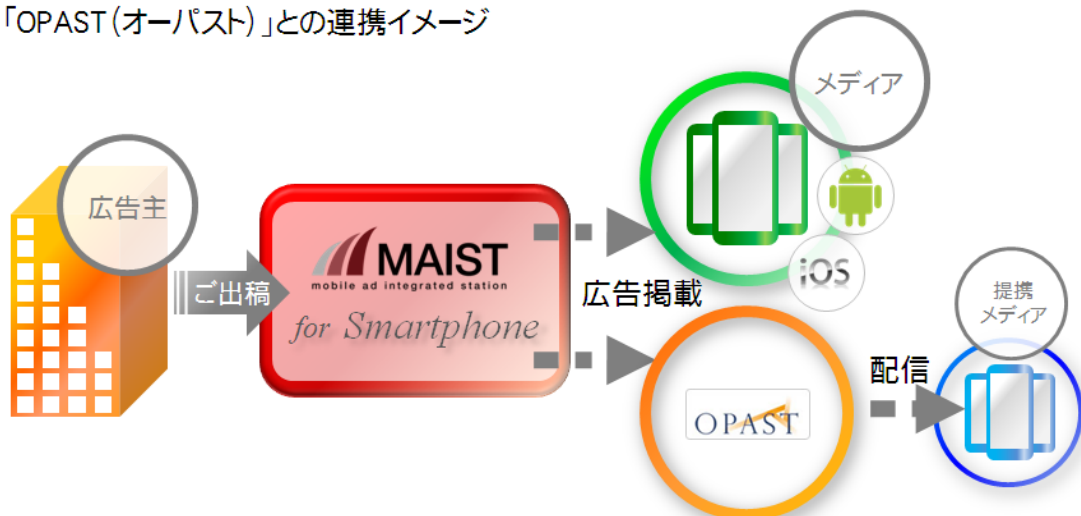 「OPAST(オーパスト)」との連携イメージ
メディア
広告主
MAIST
mobile ad integrated station
for Smartphone
ご出稿
iOS
広告掲載
提携
メディア
配信
OPAST